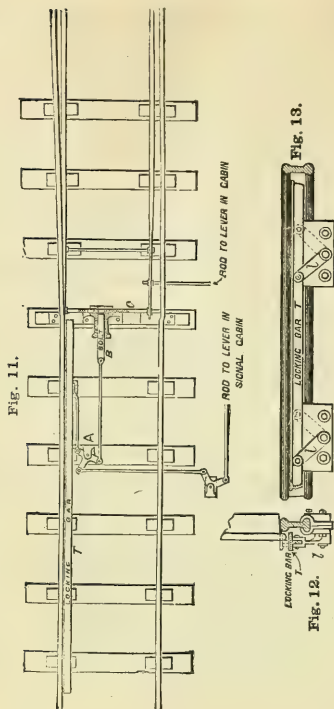 Fig. 11.
LOCKING BAR
T
A
BOLT
B
C
ROD TO LEVER IN CABIN
ROD TO LEVER IN
SIGNAL CABIN
LOCKING BAR
T
Fig. 12.
LOCKING BAR T
Fig. 13.